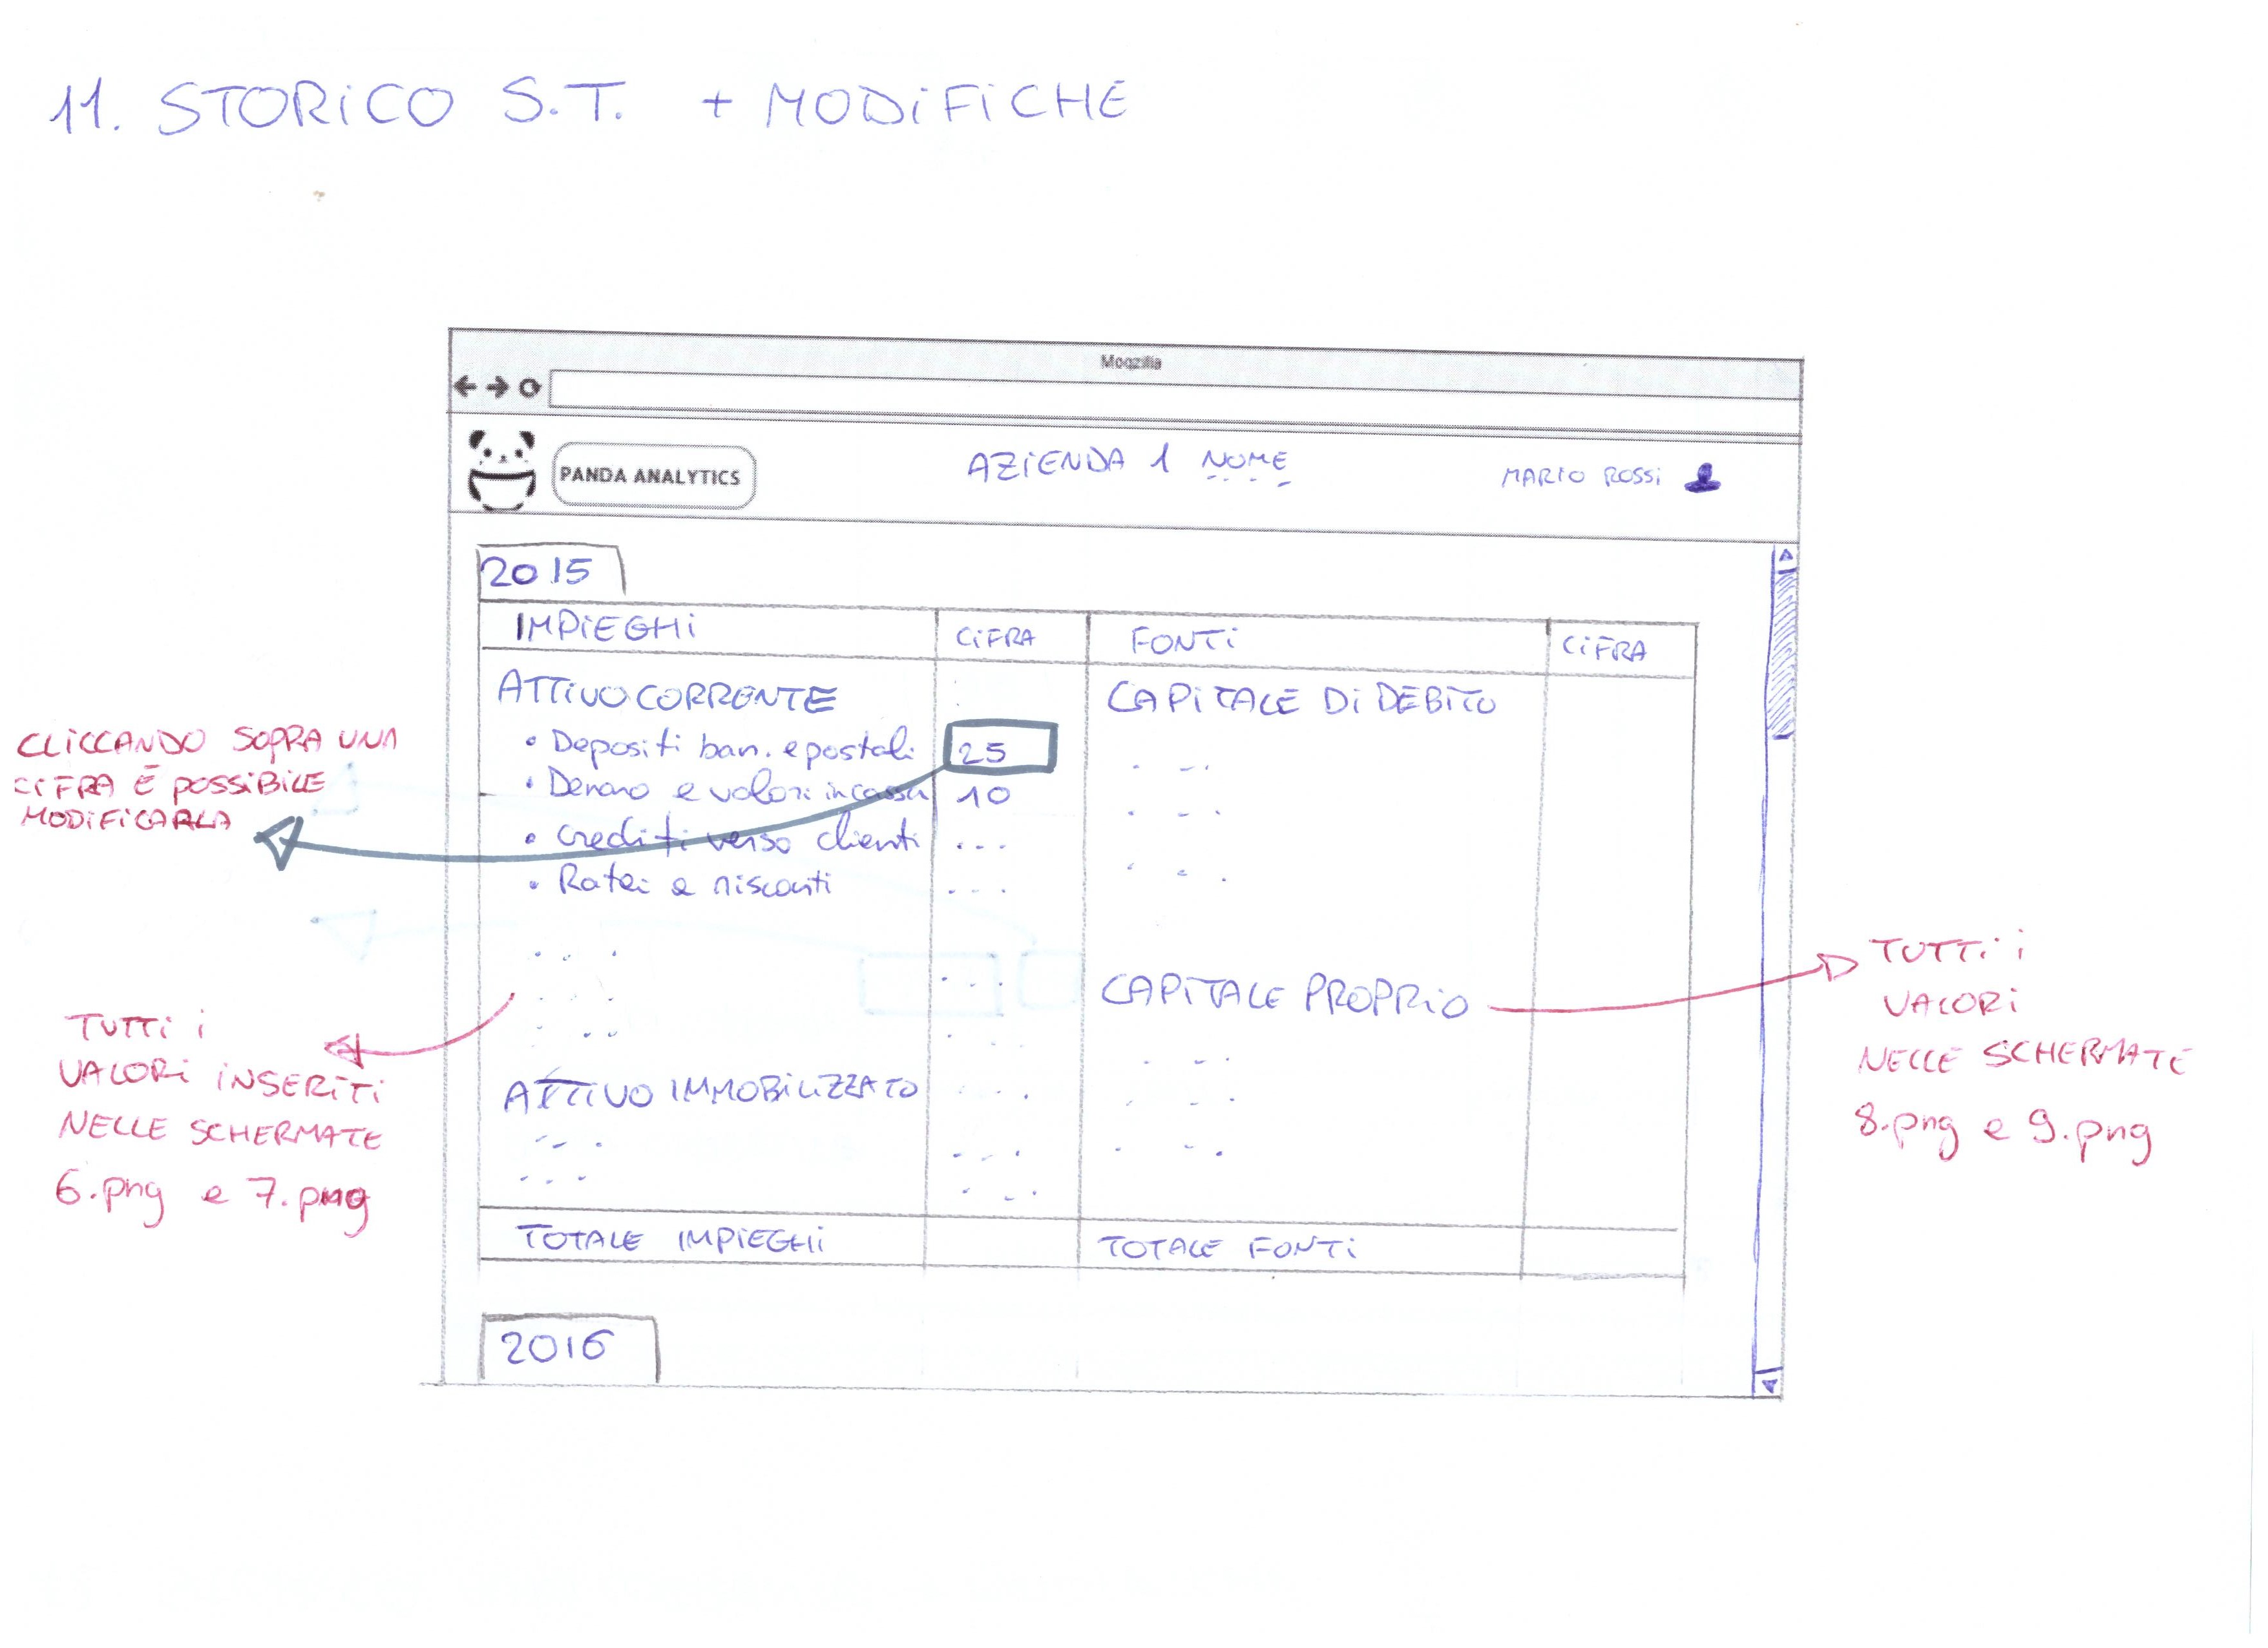 11. STORICO S.T. + MODIFICHE
Moqzilla
PANDA ANALYTICS
AZIENDA 1 NOME
MARIO ROSSI
2015
IMPIEGHI CIFRA FONTI CIFRA
ATTIVO CORRENTE CAPITALE DI DEBITO
• Depositi ban. e postali 25
• Denaro e valori in cassa 10
• Crediti verso clienti ...
• Ratei e risconti ...
CAPITALE PROPRIO
ATTIVO IMMOBILIZZATO
TOTALE IMPIEGHI TOTALE FONTI
2016
CLICCANDO SOPRA UNA
CIFRA È POSSIBILE
MODIFICARLA
TUTTI i
VALORI INSERITI
NELLE SCHERMATE
6.png e 7.png
TUTTI i
VALORI
NELLE SCHERMATE
8.png e 9.png